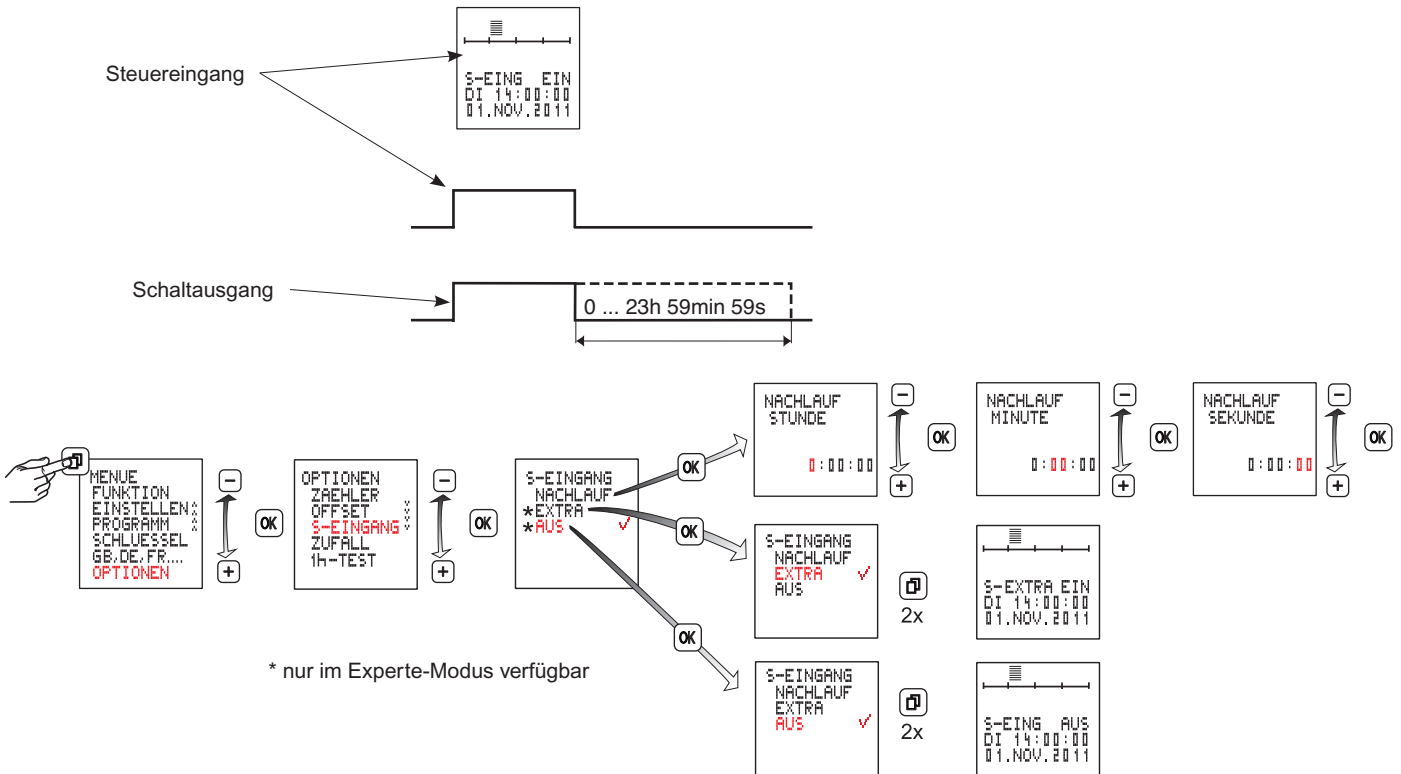 Steuereingang
S-EING EIN
DI 14:00:00
01.NOV.2011
Schaltausgang
0 ... 23h 59min 59s
MENUE
FUNKTION
EINSTELLEN
PROGRAMM
SCHLUESSEL
GB,DE,FR....
OPTIONEN
−
OK
+
OPTIONEN
ZAEHLER
OFFSET
S-EINGANG
ZUFALL
1h-TEST
−
OK
+
S-EINGANG
NACHLAUF
*EXTRA
*AUS ✓
OK
NACHLAUF
STUNDE
0:00:00
−
OK
+
NACHLAUF
MINUTE
0:00:00
−
OK
+
NACHLAUF
SEKUNDE
0:00:00
−
OK
+
OK
S-EINGANG
NACHLAUF
EXTRA ✓
AUS
2x
S-EXTRA EIN
DI 14:00:00
01.NOV.2011
OK
S-EINGANG
NACHLAUF
EXTRA
AUS ✓
2x
S-EING AUS
DI 14:00:00
01.NOV.2011
* nur im Experte-Modus verfügbar